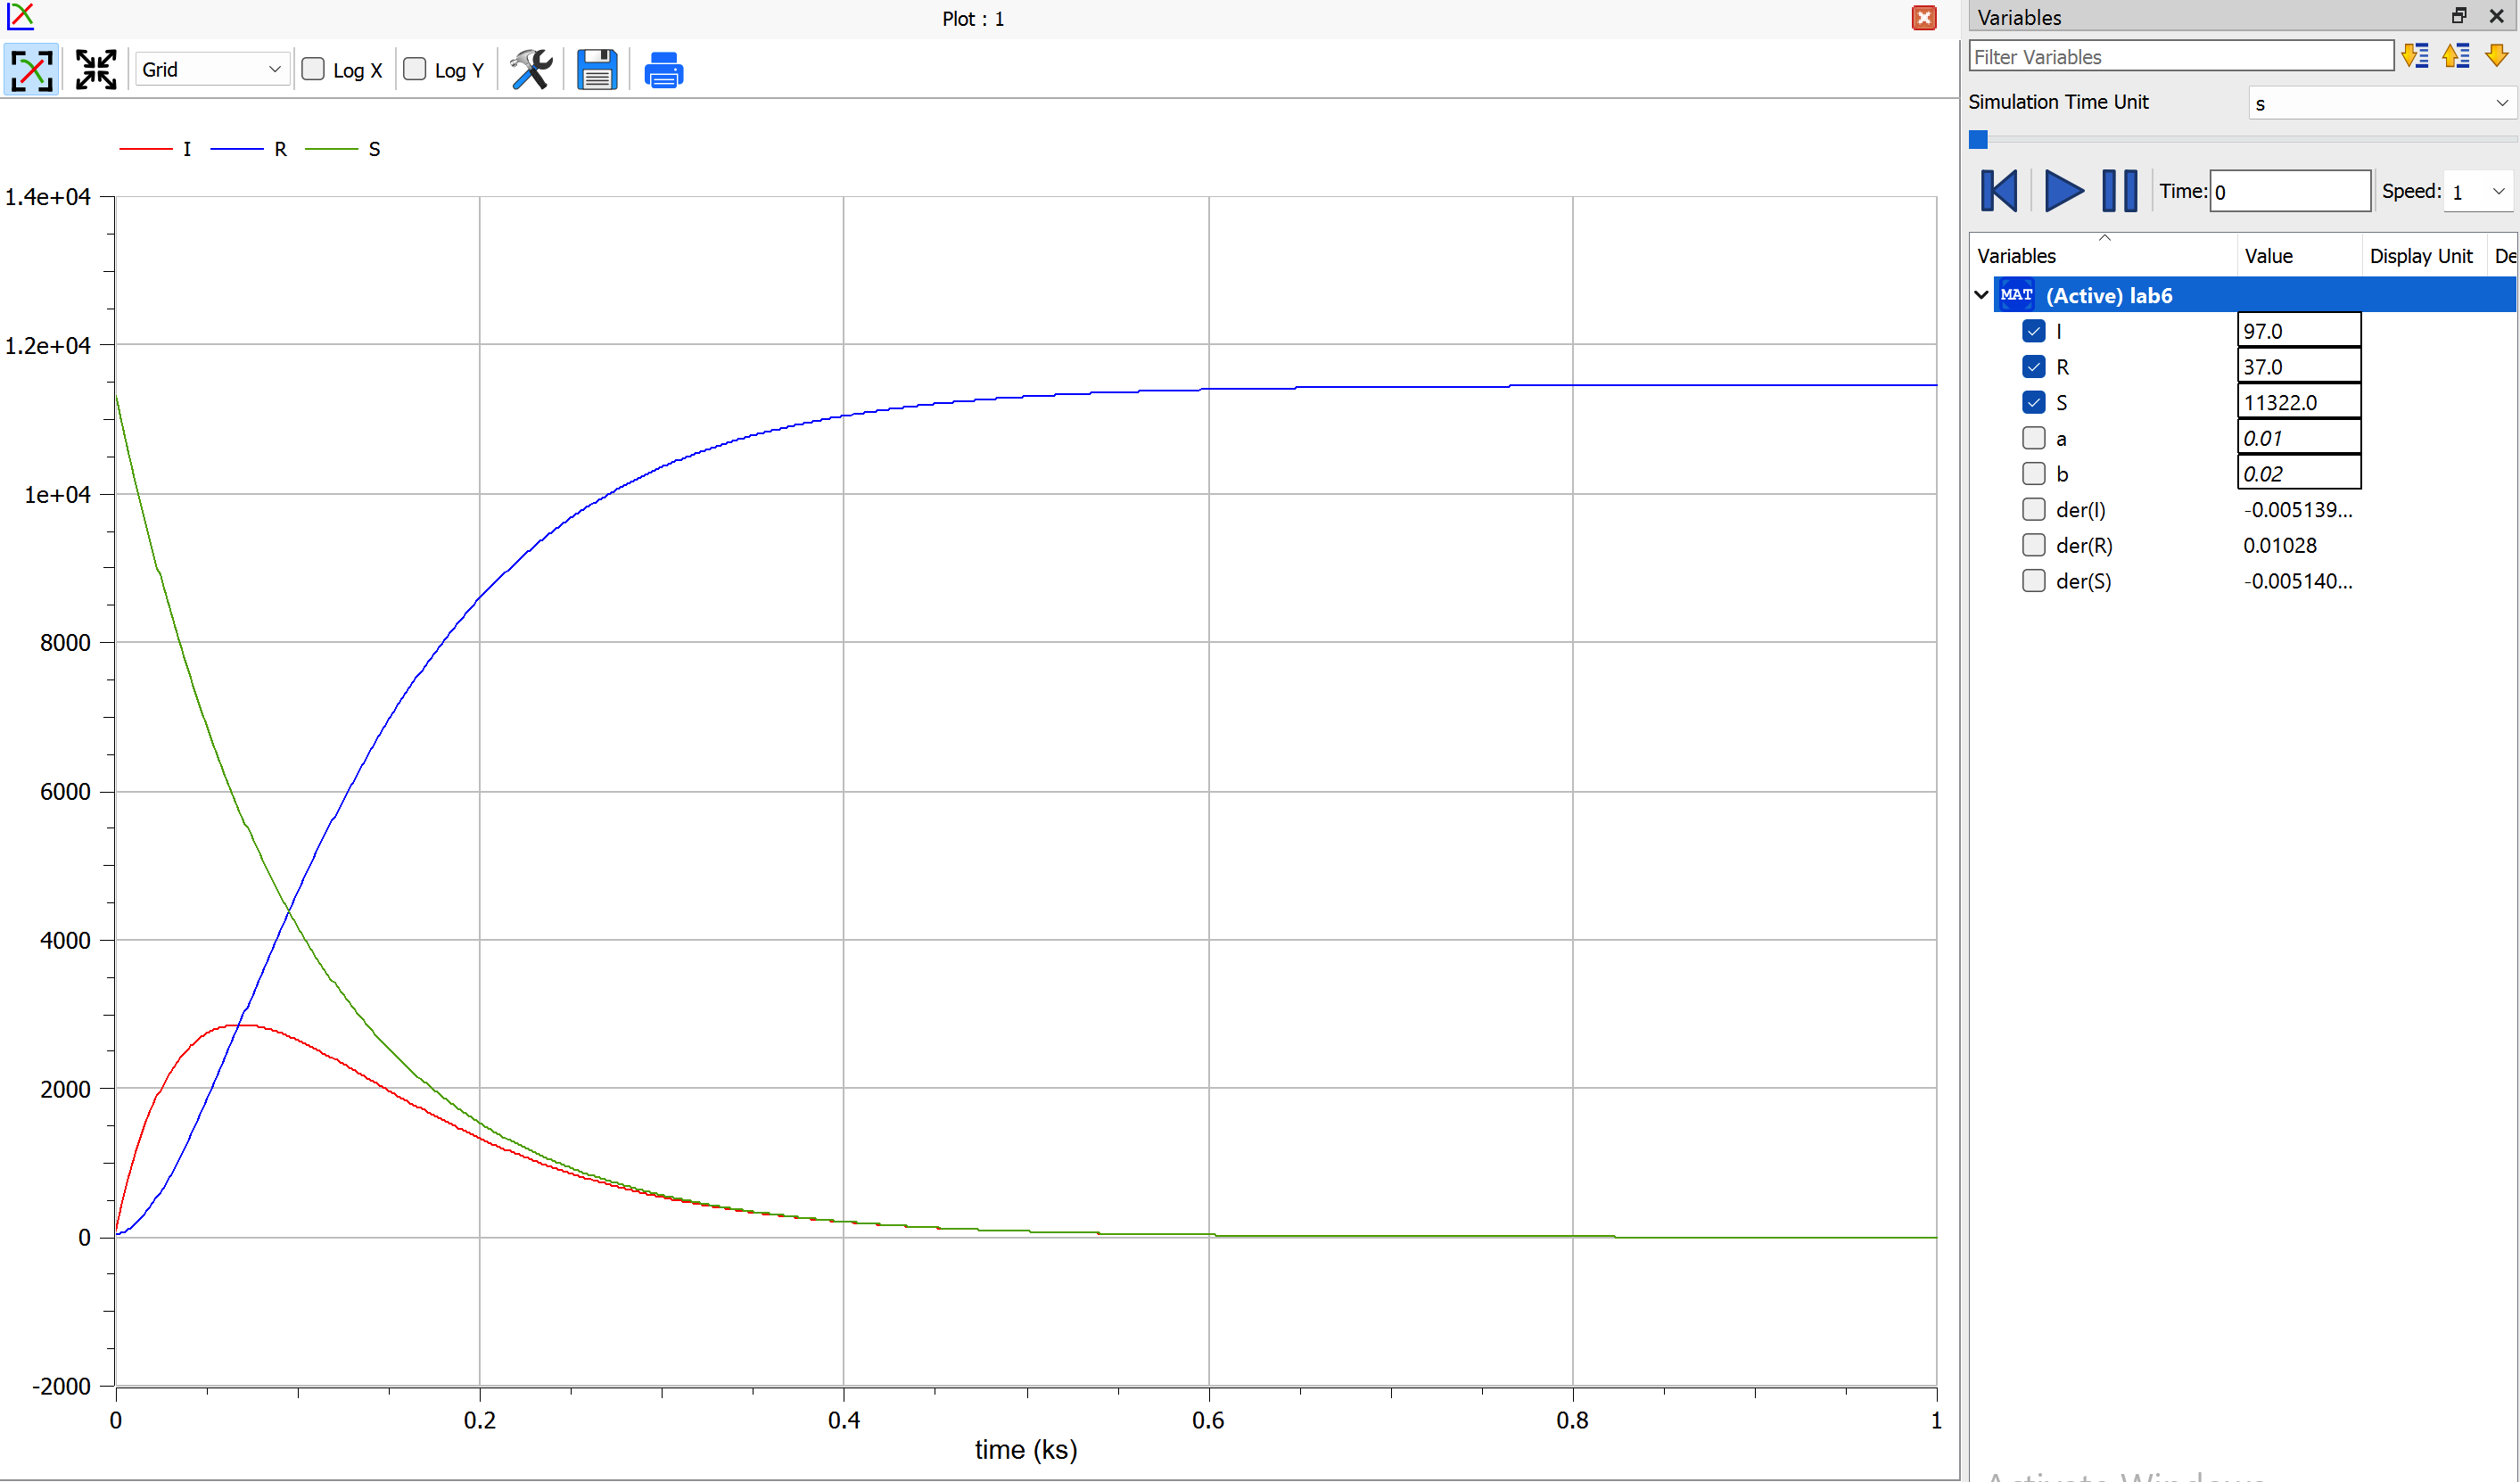 Plot : 1
Grid Log X Log Y
I R S
1.4e+04
1.2e+04
1e+04
8000
6000
4000
2000
0
-2000
0 0.2 0.4 0.6 0.8 1
time (ks)
Variables
Filter Variables
Simulation Time Unit s
Time: 0 Speed: 1
Variables Value Display Unit De
MAT (Active) lab6
I 97.0
R 37.0
S 11322.0
a 0.01
b 0.02
der(I) -0.005139...
der(R) 0.01028
der(S) -0.005140...